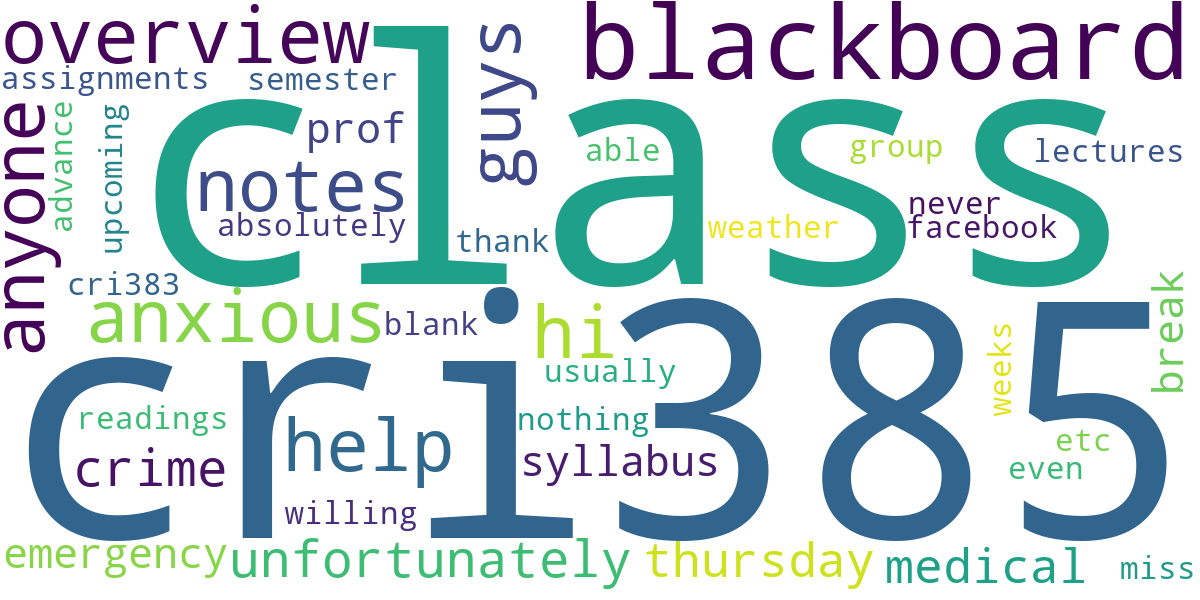 overview
class
blackboard
assignments
semester
guys
anyone
advance
upcoming
prof
notes
absolutely
able
group
lectures
never
facebook
weather
thank
cri383
anxious
blank
hi
cri385
usually
weeks
break
readings
crime
help
nothing
syllabus
etc
even
willing
emergency
unfortunately
thursday
medical
miss